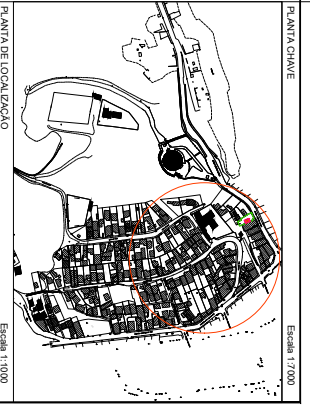 PLANTA CHAVE
Escala 1:7000
PLANTA DE LOCALIZAÇÃO
Escala 1:1000